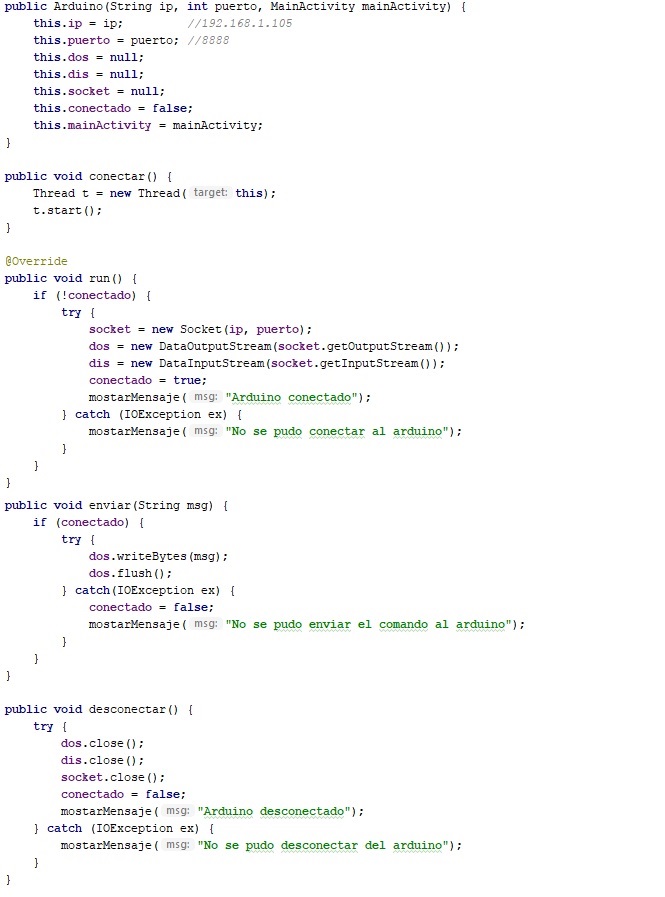 public Arduino(String ip, int puerto, MainActivity mainActivity) {
    this.ip = ip;         //192.168.1.105
    this.puerto = puerto; //8888
    this.dos = null;
    this.dis = null;
    this.socket = null;
    this.conectado = false;
    this.mainActivity = mainActivity;
}
public void conectar() {
    Thread t = new Thread( target: this);
    t.start();
}
@Override
public void run() {
    if (!conectado) {
        try {
            socket = new Socket(ip, puerto);
            dos = new DataOutputStream(socket.getOutputStream());
            dis = new DataInputStream(socket.getInputStream());
            conectado = true;
            mostarMensaje( msg: "Arduino conectado");
        } catch (IOException ex) {
            mostarMensaje( msg: "No se pudo conectar al arduino");
        }
    }
}
public void enviar(String msg) {
    if (conectado) {
        try {
            dos.writeBytes(msg);
            dos.flush();
        } catch(IOException ex) {
            conectado = false;
            mostarMensaje( msg: "No se pudo enviar el comando al arduino");
        }
    }
}
public void desconectar() {
    try {
        dos.close();
        dis.close();
        socket.close();
        conectado = false;
        mostarMensaje( msg: "Arduino desconectado");
    } catch (IOException ex) {
        mostarMensaje( msg: "No se pudo desconectar del arduino");
    }
}